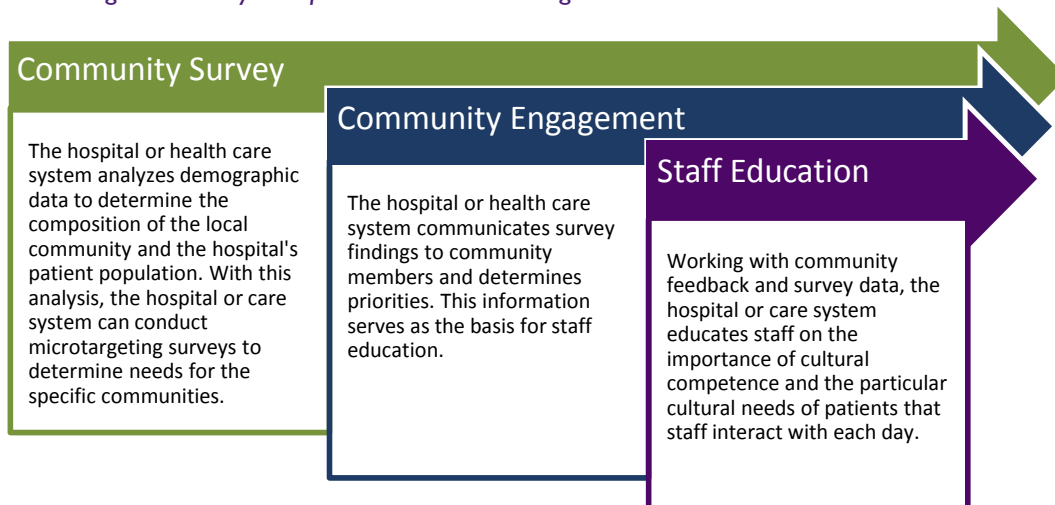 Community Survey
The hospital or health care
system analyzes demographic
data to determine the
composition of the local
community and the hospital's
patient population. With this
analysis, the hospital or care
system can conduct
microtargeting surveys to
determine needs for the
specific communities.
Community Engagement
The hospital or health care
system communicates survey
findings to community
members and determines
priorities. This information
serves as the basis for staff
education.
Staff Education
Working with community
feedback and survey data, the
hospital or care system
educates staff on the
importance of cultural
competence and the particular
cultural needs of patients that
staff interact with each day.